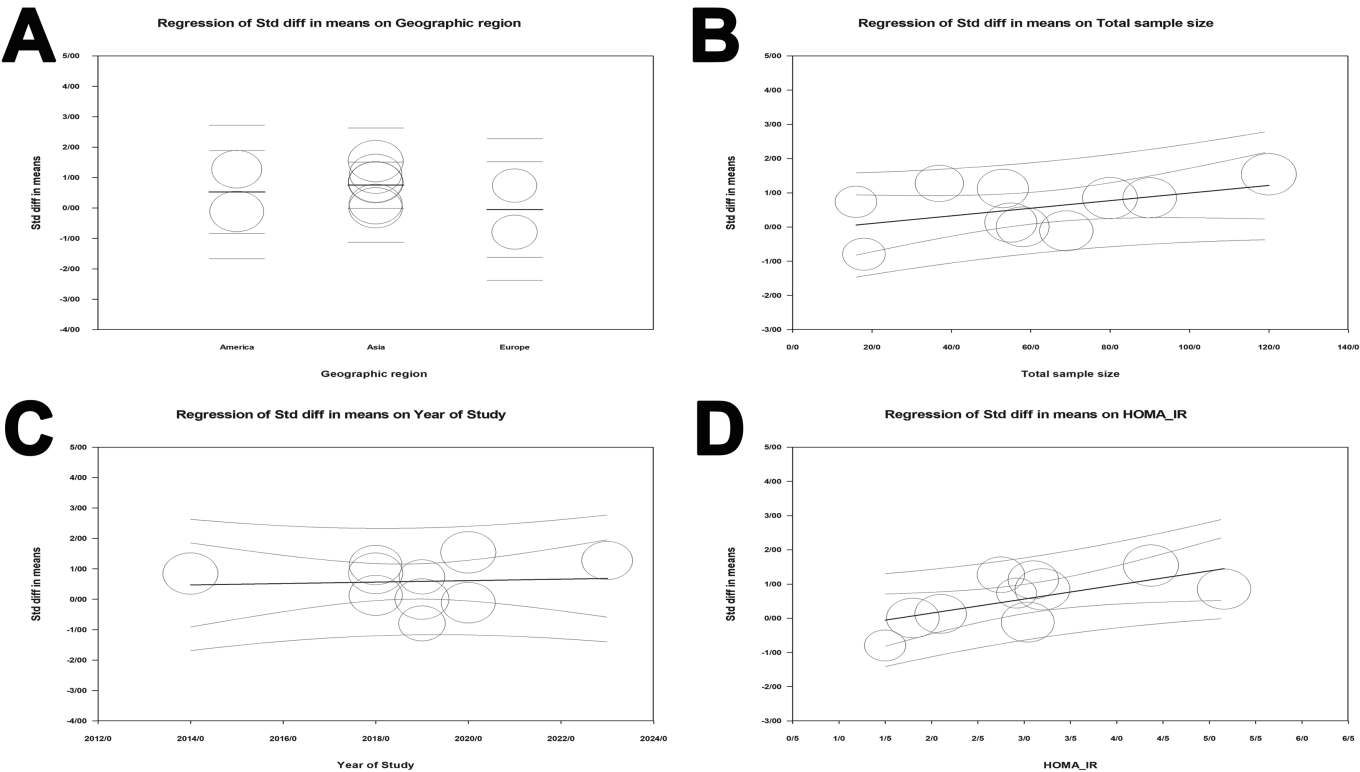 A
Regression of Std diff in means on Geographic region
Std diff in means
5/00
4/00
3/00
2/00
1/00
0/00
-1/00
-2/00
-3/00
-4/00
America Asia Europe
Geographic region
B
Regression of Std diff in means on Total sample size
Std diff in means
5/00
4/00
3/00
2/00
1/00
0/00
-1/00
-2/00
-3/00
0/0 20/0 40/0 60/0 80/0 100/0 120/0 140/0
Total sample size
C
Regression of Std diff in means on Year of Study
Std diff in means
5/00
4/00
3/00
2/00
1/00
0/00
-1/00
-2/00
-3/00
-4/00
2012/0 2014/0 2016/0 2018/0 2020/0 2022/0 2024/0
Year of Study
D
Regression of Std diff in means on HOMA_IR
Std diff in means
5/00
4/00
3/00
2/00
1/00
0/00
-1/00
-2/00
-3/00
0/5 1/0 1/5 2/0 2/5 3/0 3/5 4/0 4/5 5/0 5/5 6/0 6/5
HOMA_IR